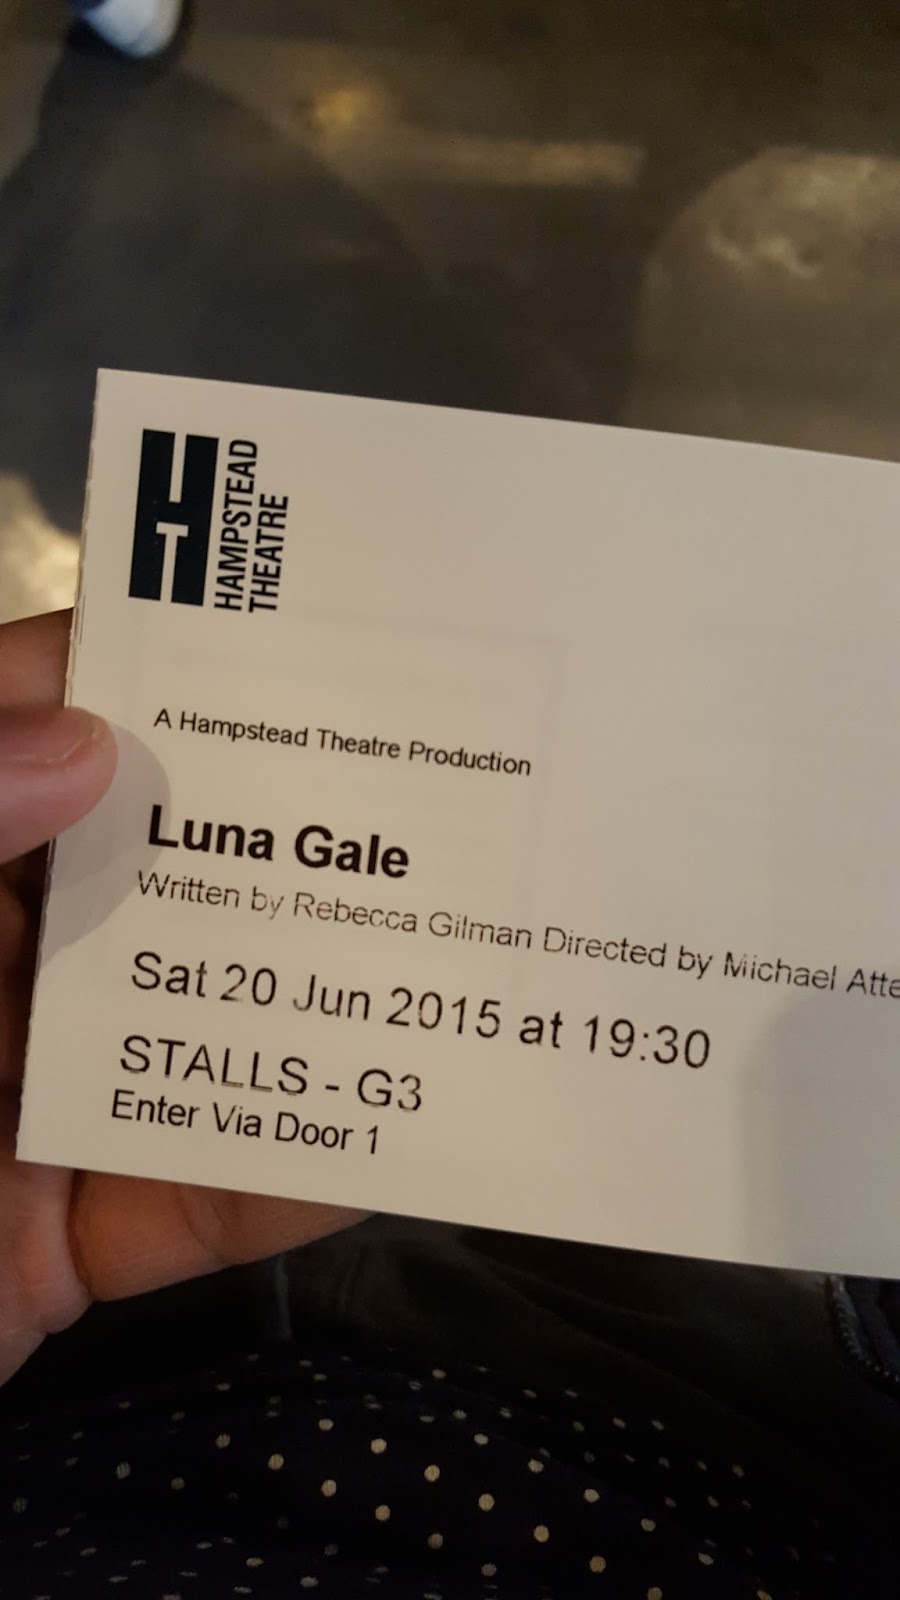 HAMPSTEAD
THEATRE
A Hampstead Theatre Production
Luna Gale
Written by Rebecca Gilman Directed by Michael Atte
Sat 20 Jun 2015 at 19:30
STALLS - G3
Enter Via Door 1